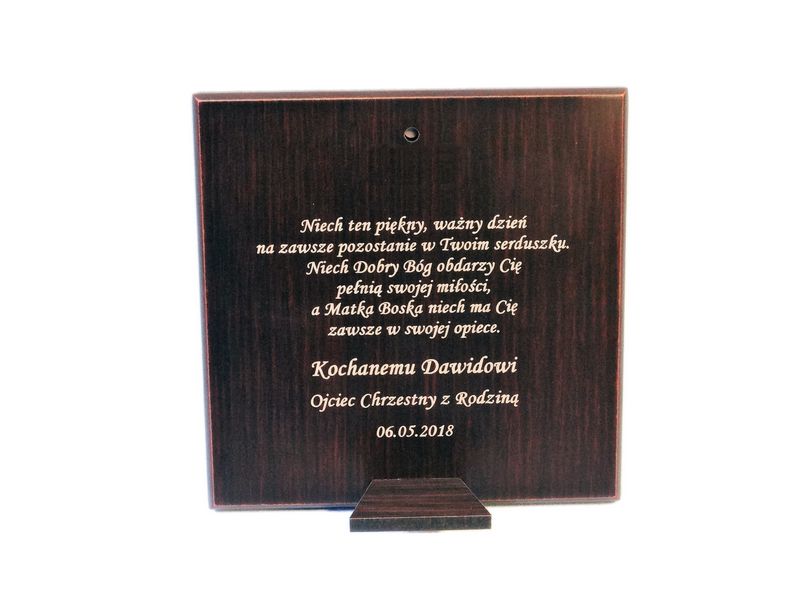 Niech ten piękny, ważny dzień
na zawsze pozostanie w Twoim serduszku.
Niech Dobry Bóg obdarzy Cię
pełnią swojej miłości,
a Matka Boska niech ma Cię
zawsze w swojej opiece.
Kochanemu Dawidowi
Ojciec Chrzestny z Rodziną
06.05.2018